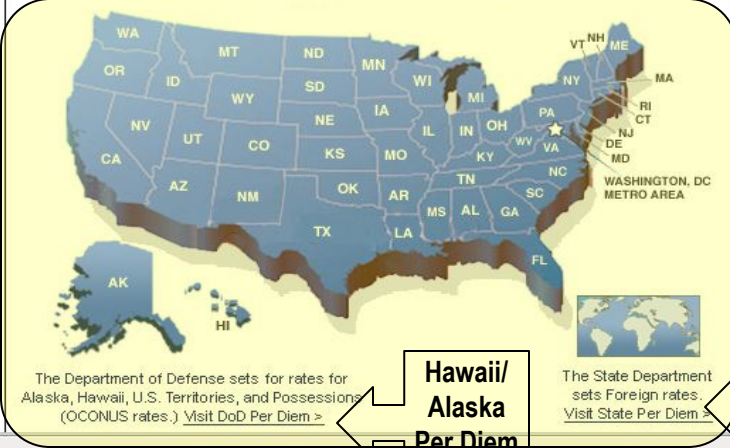 WA
MT
ND
MN
OR
ID
SD
WI
MI
VT
NH
ME
WY
NY
MA
IA
NE
PA
RI
CT
NV
UT
IL
IN
OH
NJ
CO
DE
WV
VA
MD
CA
KS
MO
KY
WASHINGTON, DC
METRO AREA
NC
TN
AZ
NM
OK
AR
SC
MS
AL
GA
TX
LA
FL
AK
HI
The Department of Defense sets for rates for
Alaska, Hawaii, U.S. Territories, and Possessions
(OCONUS rates.) Visit DoD Per Diem >
Hawaii/
Alaska
Per Diem
The State Department
sets Foreign rates.
Visit State Per Diem >